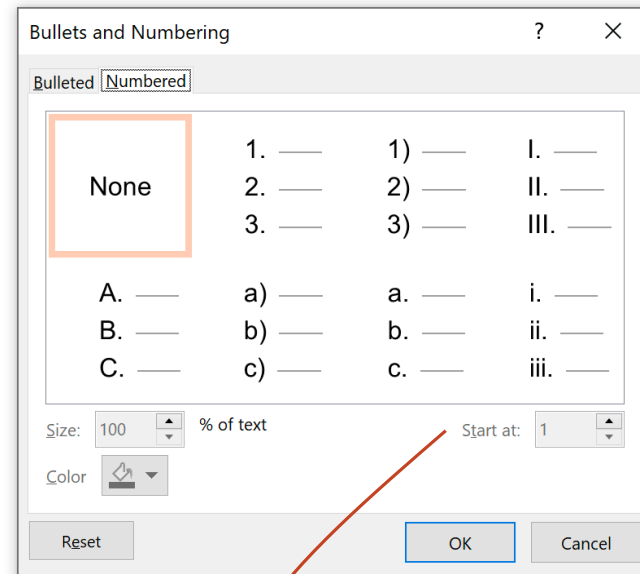 Bullets and Numbering ?
Bulleted Numbered
None
1.
2.
3.
1)
2)
3)
I.
II.
III.
A.
B.
C.
a)
b)
c)
a.
b.
c.
i.
ii.
iii.
Size: 100 % of text Start at: 1
Color
Reset OK Cancel